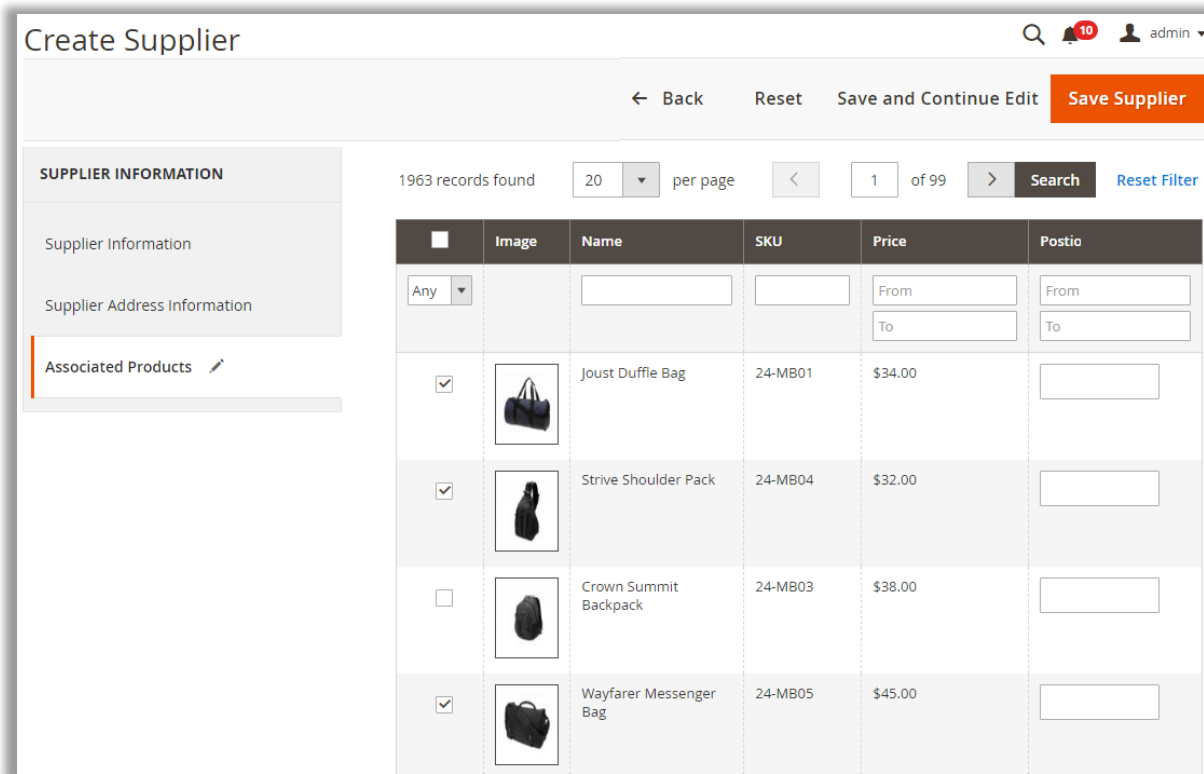 Create Supplier
10
admin
← Back Reset Save and Continue Edit Save Supplier
SUPPLIER INFORMATION
Supplier Information
Supplier Address Information
Associated Products
1963 records found 20 per page 1 of 99 Search Reset Filter
Image Name SKU Price Postio
Any From From
To To
Joust Duffle Bag 24-MB01 $34.00
Strive Shoulder Pack 24-MB04 $32.00
Crown Summit 24-MB03 $38.00
Backpack
Wayfarer Messenger 24-MB05 $45.00
Bag